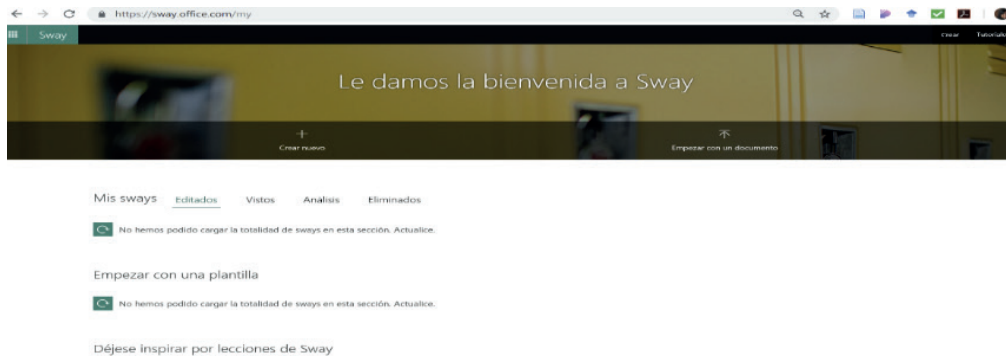 https://sway.office.com/my
Sway
Crear Tutoriale
Le damos la bienvenida a Sway
Crear nuevo Empezar con un documento
Mis sways Editados Vistos Análisis Eliminados
No hemos podido cargar la totalidad de sways en esta sección. Actualice.
Empezar con una plantilla
No hemos podido cargar la totalidad de sways en esta sección. Actualice.
Déjese inspirar por lecciones de Sway